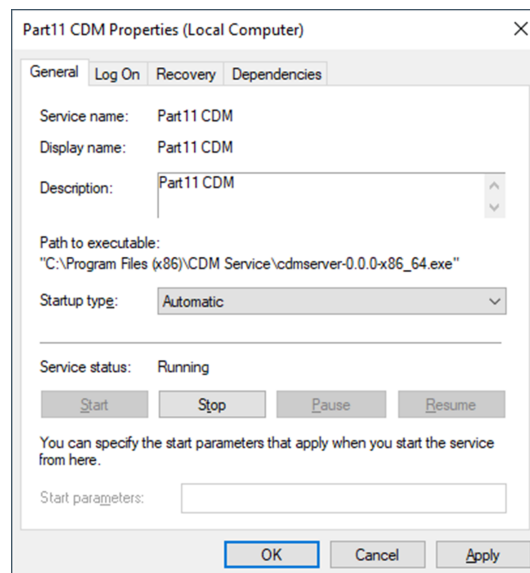 Part11 CDM Properties (Local Computer)
General Log On Recovery Dependencies
Service name: Part11 CDM
Display name: Part11 CDM
Description: Part11 CDM
Path to executable:
"C:\Program Files (x86)\CDM Service\cdmserver-0.0.0-x86_64.exe"
Startup type: Automatic
Service status: Running
Start Stop Pause Resume
You can specify the start parameters that apply when you start the service
from here.
Start parameters:
OK Cancel Apply